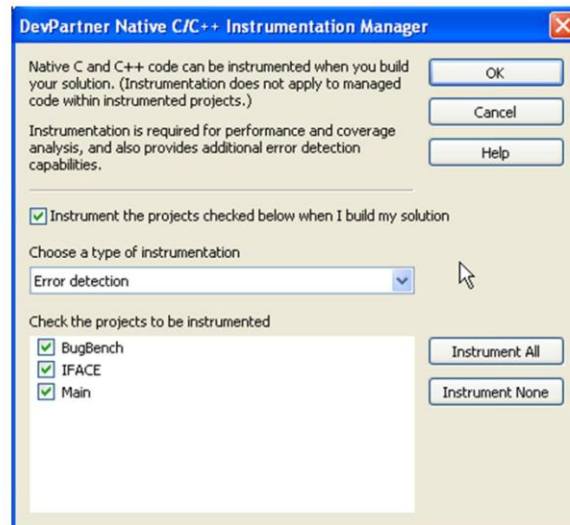 DevPartner Native C/C++ Instrumentation Manager
Native C and C++ code can be instrumented when you build
your solution. (Instrumentation does not apply to managed
code within instrumented projects.)
Instrumentation is required for performance and coverage
analysis, and also provides additional error detection
capabilities.
OK
Cancel
Help
Instrument the projects checked below when I build my solution
Choose a type of instrumentation
Error detection
Check the projects to be instrumented
BugBench
IFACE
Main
Instrument All
Instrument None